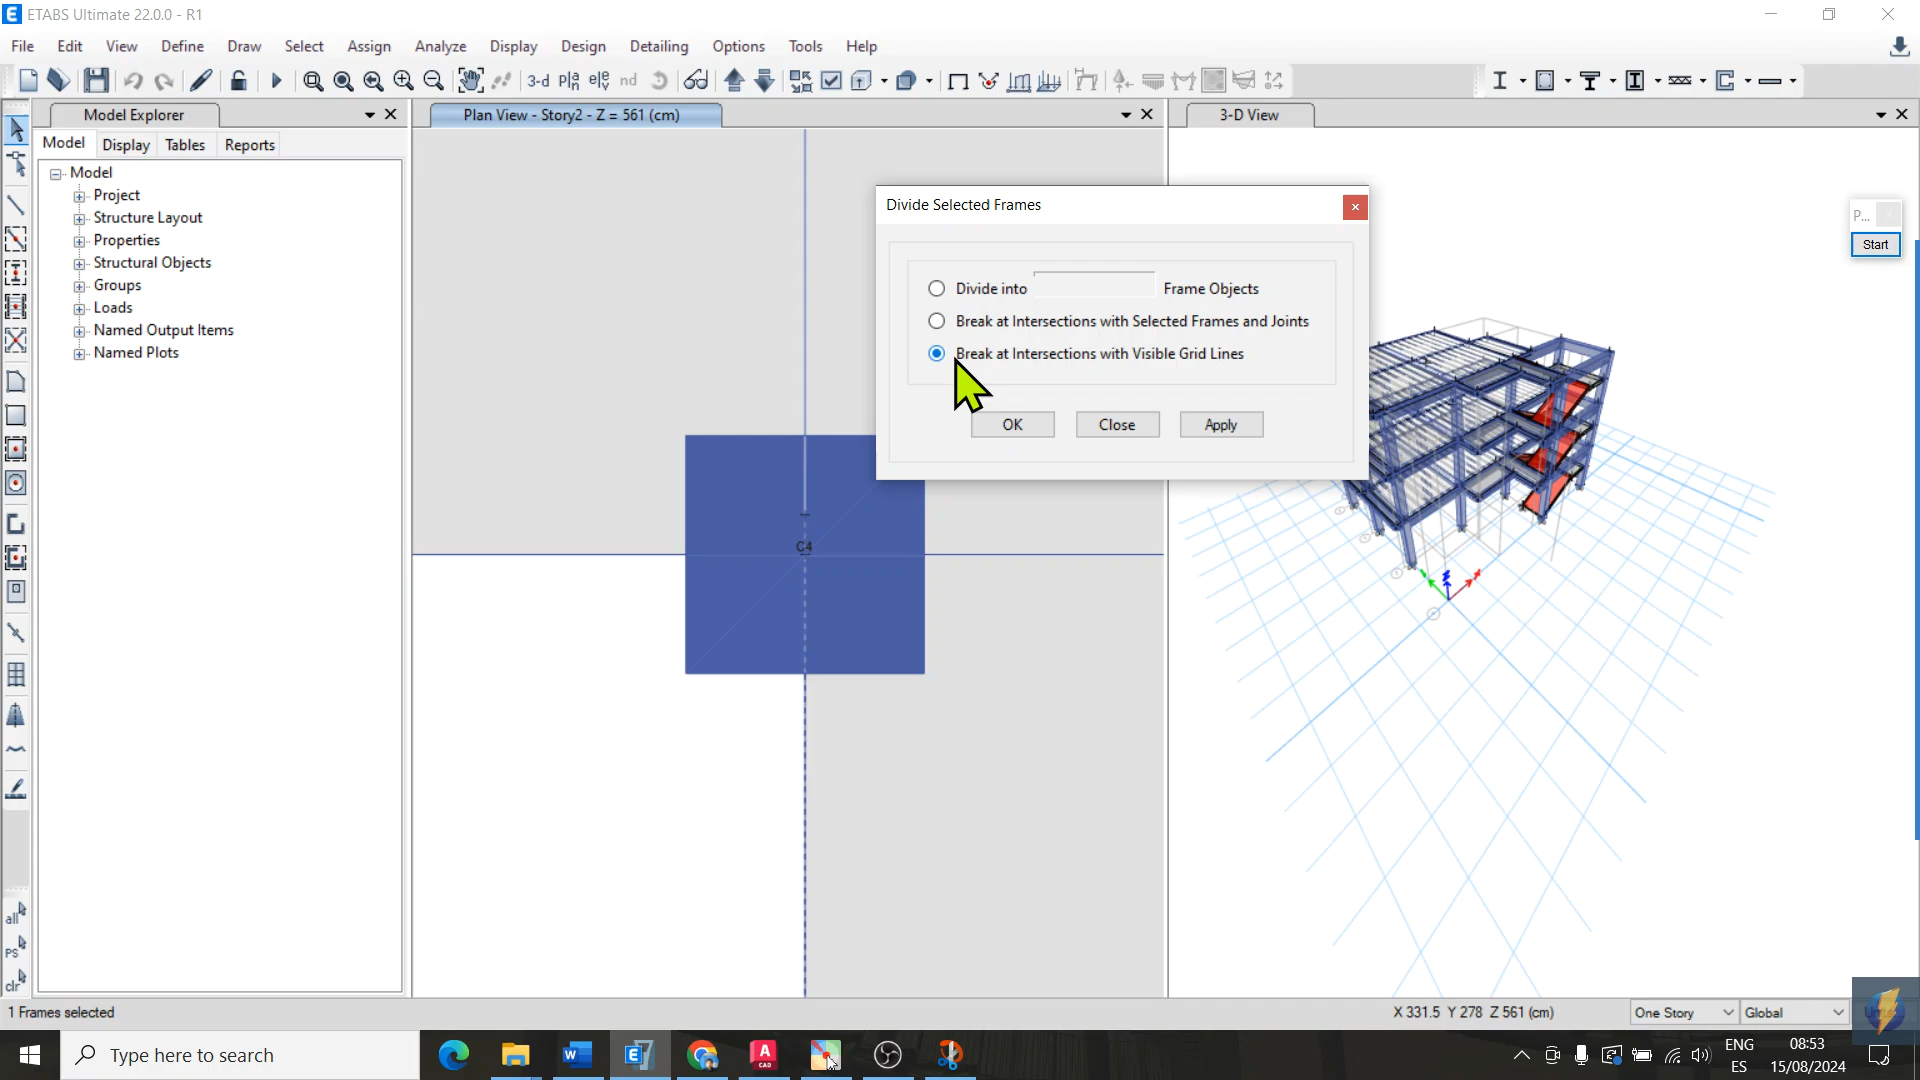 ETABS Ultimate 22.0.0 - R1
File Edit View Define Draw Select Assign Analyze Display Design Detailing Options Tools Help
3-d
nd
Model Explorer
Plan View - Story2 - Z = 561 (cm)
3-D View
Model Display Tables Reports
Model
Project
Structure Layout
Properties
Structural Objects
Groups
Loads
Named Output Items
Named Plots
Divide Selected Frames
Divide into Frame Objects
Break at Intersections with Selected Frames and Joints
Break at Intersections with Visible Grid Lines
OK Close Apply
P...
Start
C4
all
PS
clr
1 Frames selected
X 331.5 Y 278 Z 561 (cm)
One Story
Global
Type here to search
ENG
ES
08:53
15/08/2024